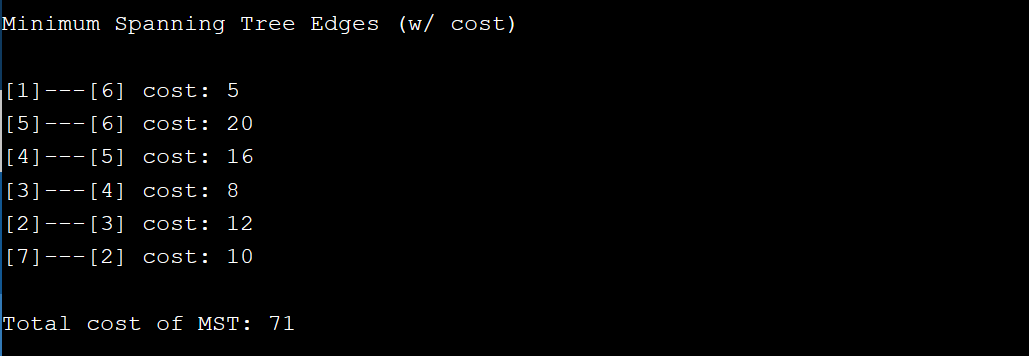 Minimum Spanning Tree Edges (w/ cost)
[1]---[6] cost: 5
[5]---[6] cost: 20
[4]---[5] cost: 16
[3]---[4] cost: 8
[2]---[3] cost: 12
[7]---[2] cost: 10
Total cost of MST: 71